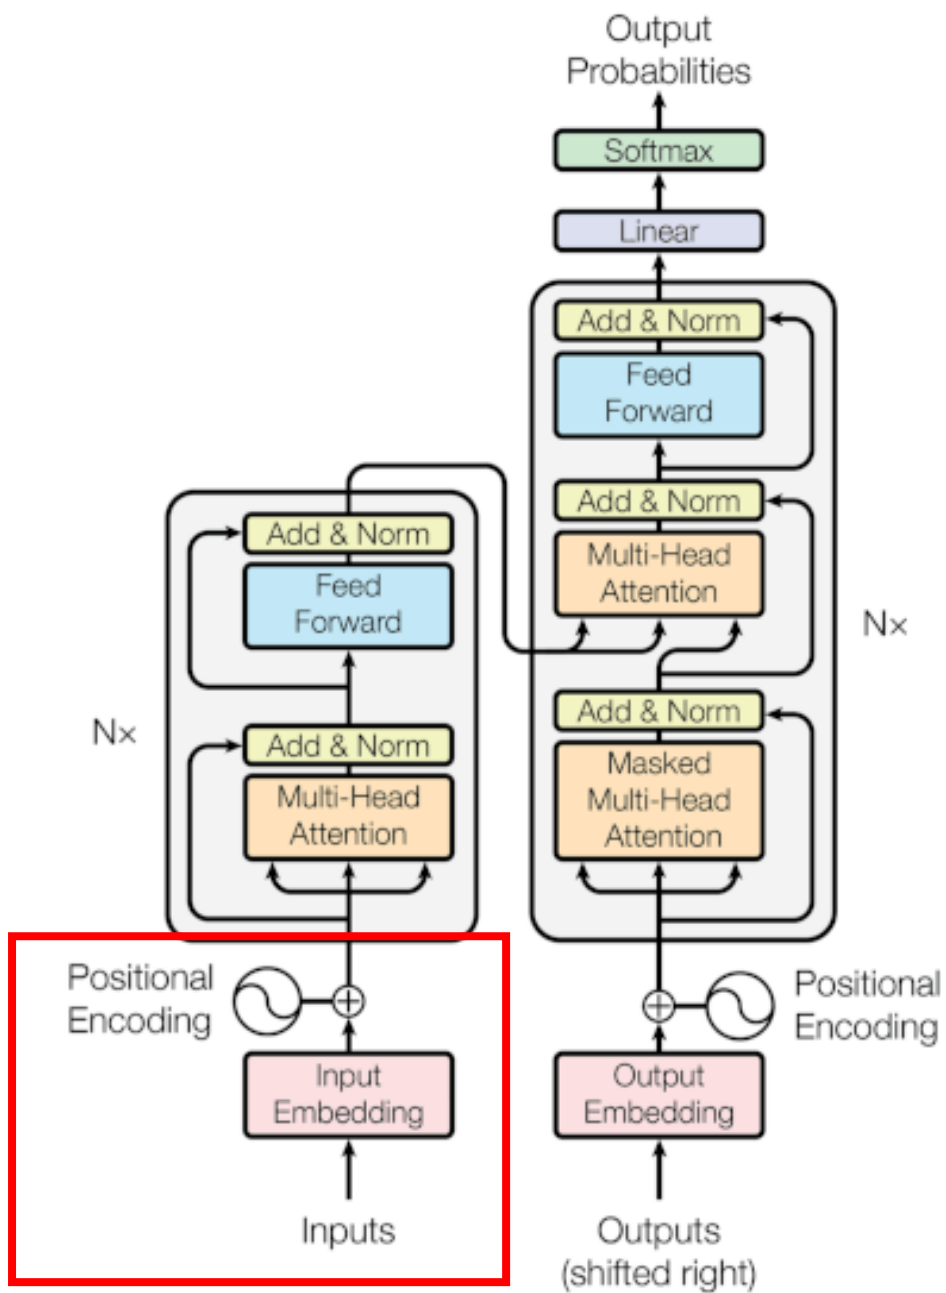 Output
Probabilities
Softmax
Linear
Add & Norm
Feed
Forward
Add & Norm
Multi-Head
Attention
Nx
Add & Norm
Masked
Multi-Head
Attention
Positional
Encoding
Output
Embedding
Outputs
(shifted right)
Add & Norm
Feed
Forward
Nx
Add & Norm
Multi-Head
Attention
Positional
Encoding
Input
Embedding
Inputs